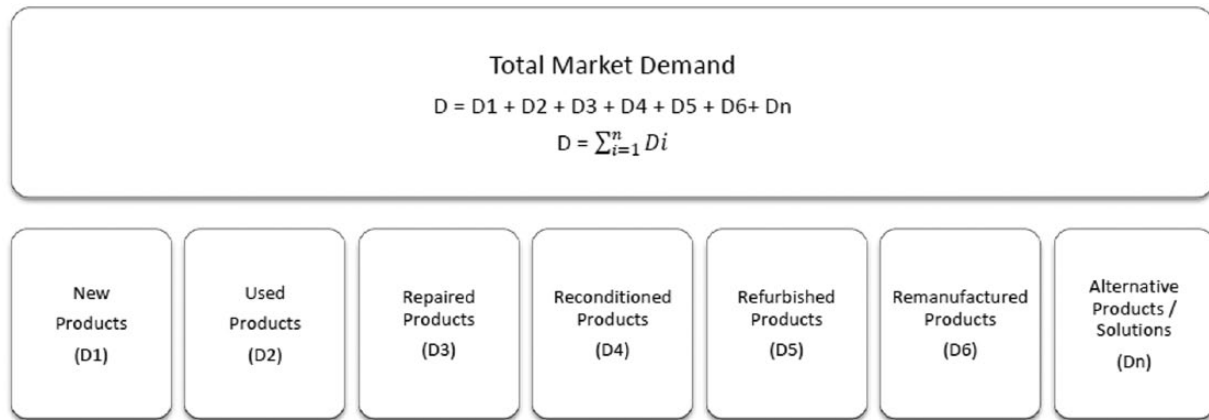 Total Market Demand
D = D1 + D2 + D3 + D4 + D5 + D6+ Dn
D = ∑ⁿᵢ₌₁ Di
New
Products
(D1)
Used
Products
(D2)
Repaired
Products
(D3)
Reconditioned
Products
(D4)
Refurbished
Products
(D5)
Remanufactured
Products
(D6)
Alternative
Products /
Solutions
(Dn)